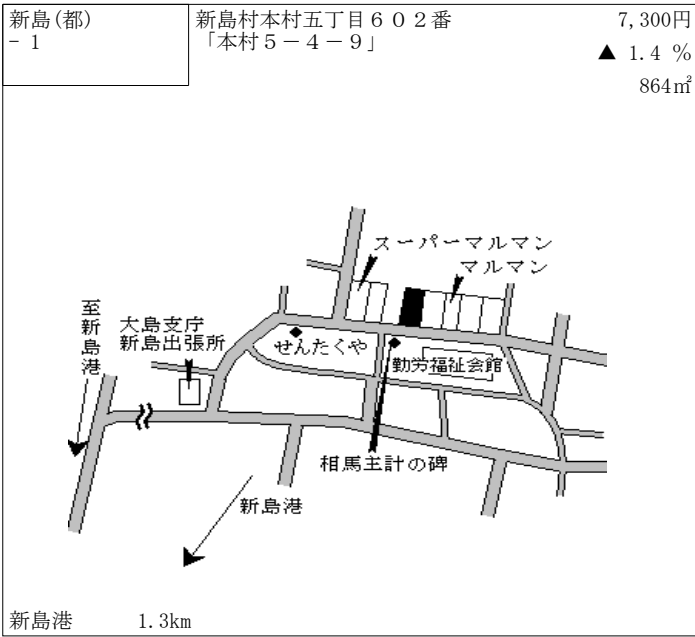 新島(都)
－1
新島村本村五丁目６０２番
「本村５－４－９」
7,300円
▲ 1.4 %
864㎡
スーパーマルマン
マルマン
至新島港
大島支庁
新島出張所
せんたくや
勤労福祉会館
相馬主計の碑
新島港
新島港 1.3km